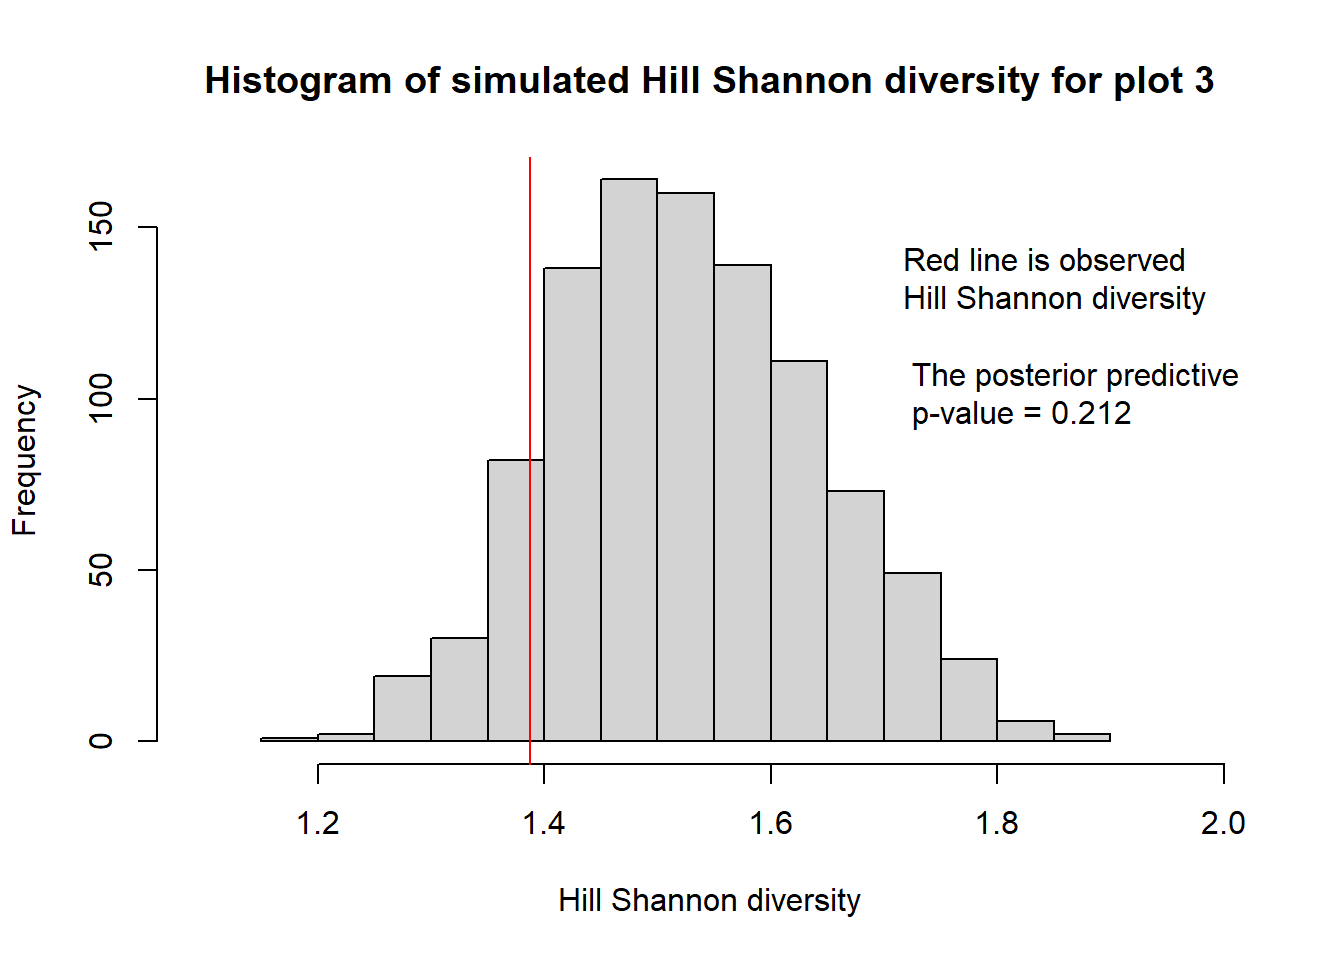 Histogram of simulated Hill Shannon diversity for plot 3
Red line is observed
Hill Shannon diversity
The posterior predictive
p-value = 0.212
Frequency
150
100
50
0
1.2
1.4
1.6
1.8
2.0
Hill Shannon diversity